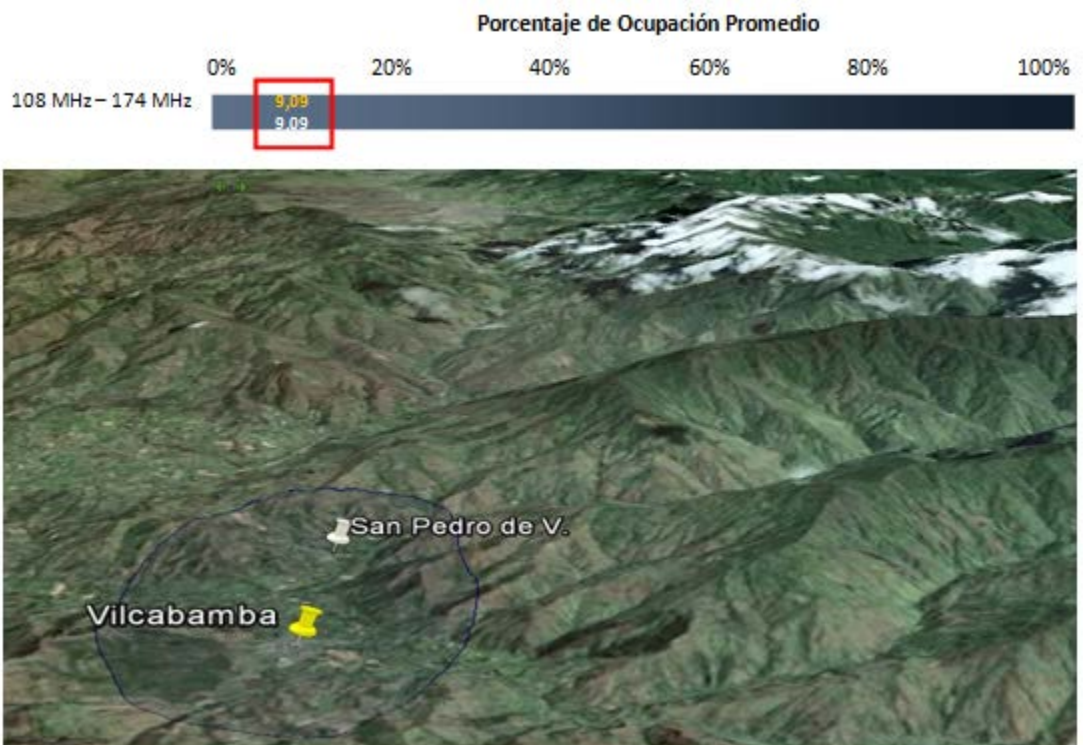 Porcentaje de Ocupación Promedio
0% 20% 40% 60% 80% 100%
108 MHz – 174 MHz
9,09
9.09
San Pedro de V.
Vilcabamba